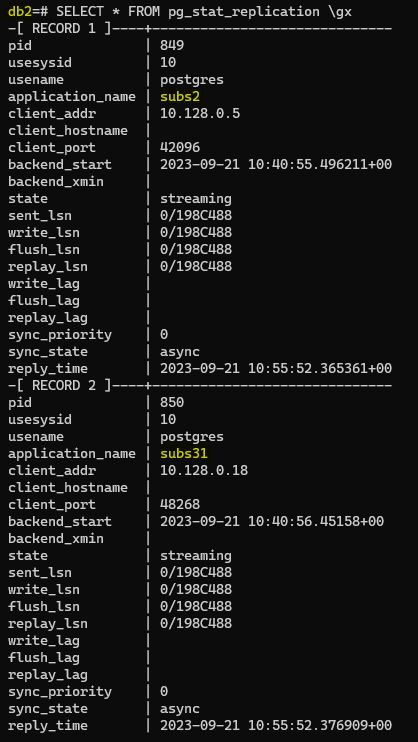 db2=# SELECT * FROM pg_stat_replication \gx
-[ RECORD 1 ]----+------------------------------
pid              | 849
usesysid         | 10
usename          | postgres
application_name | subs2
client_addr      | 10.128.0.5
client_hostname  |
client_port      | 42096
backend_start    | 2023-09-21 10:40:55.496211+00
backend_xmin     |
state            | streaming
sent_lsn         | 0/198C488
write_lsn        | 0/198C488
flush_lsn        | 0/198C488
replay_lsn       | 0/198C488
write_lag        |
flush_lag        |
replay_lag       |
sync_priority    | 0
sync_state       | async
reply_time       | 2023-09-21 10:55:52.365361+00
-[ RECORD 2 ]----+------------------------------
pid              | 850
usesysid         | 10
usename          | postgres
application_name | subs31
client_addr      | 10.128.0.18
client_hostname  |
client_port      | 48268
backend_start    | 2023-09-21 10:40:56.45158+00
backend_xmin     |
state            | streaming
sent_lsn         | 0/198C488
write_lsn        | 0/198C488
flush_lsn        | 0/198C488
replay_lsn       | 0/198C488
write_lag        |
flush_lag        |
replay_lag       |
sync_priority    | 0
sync_state       | async
reply_time       | 2023-09-21 10:55:52.376909+00